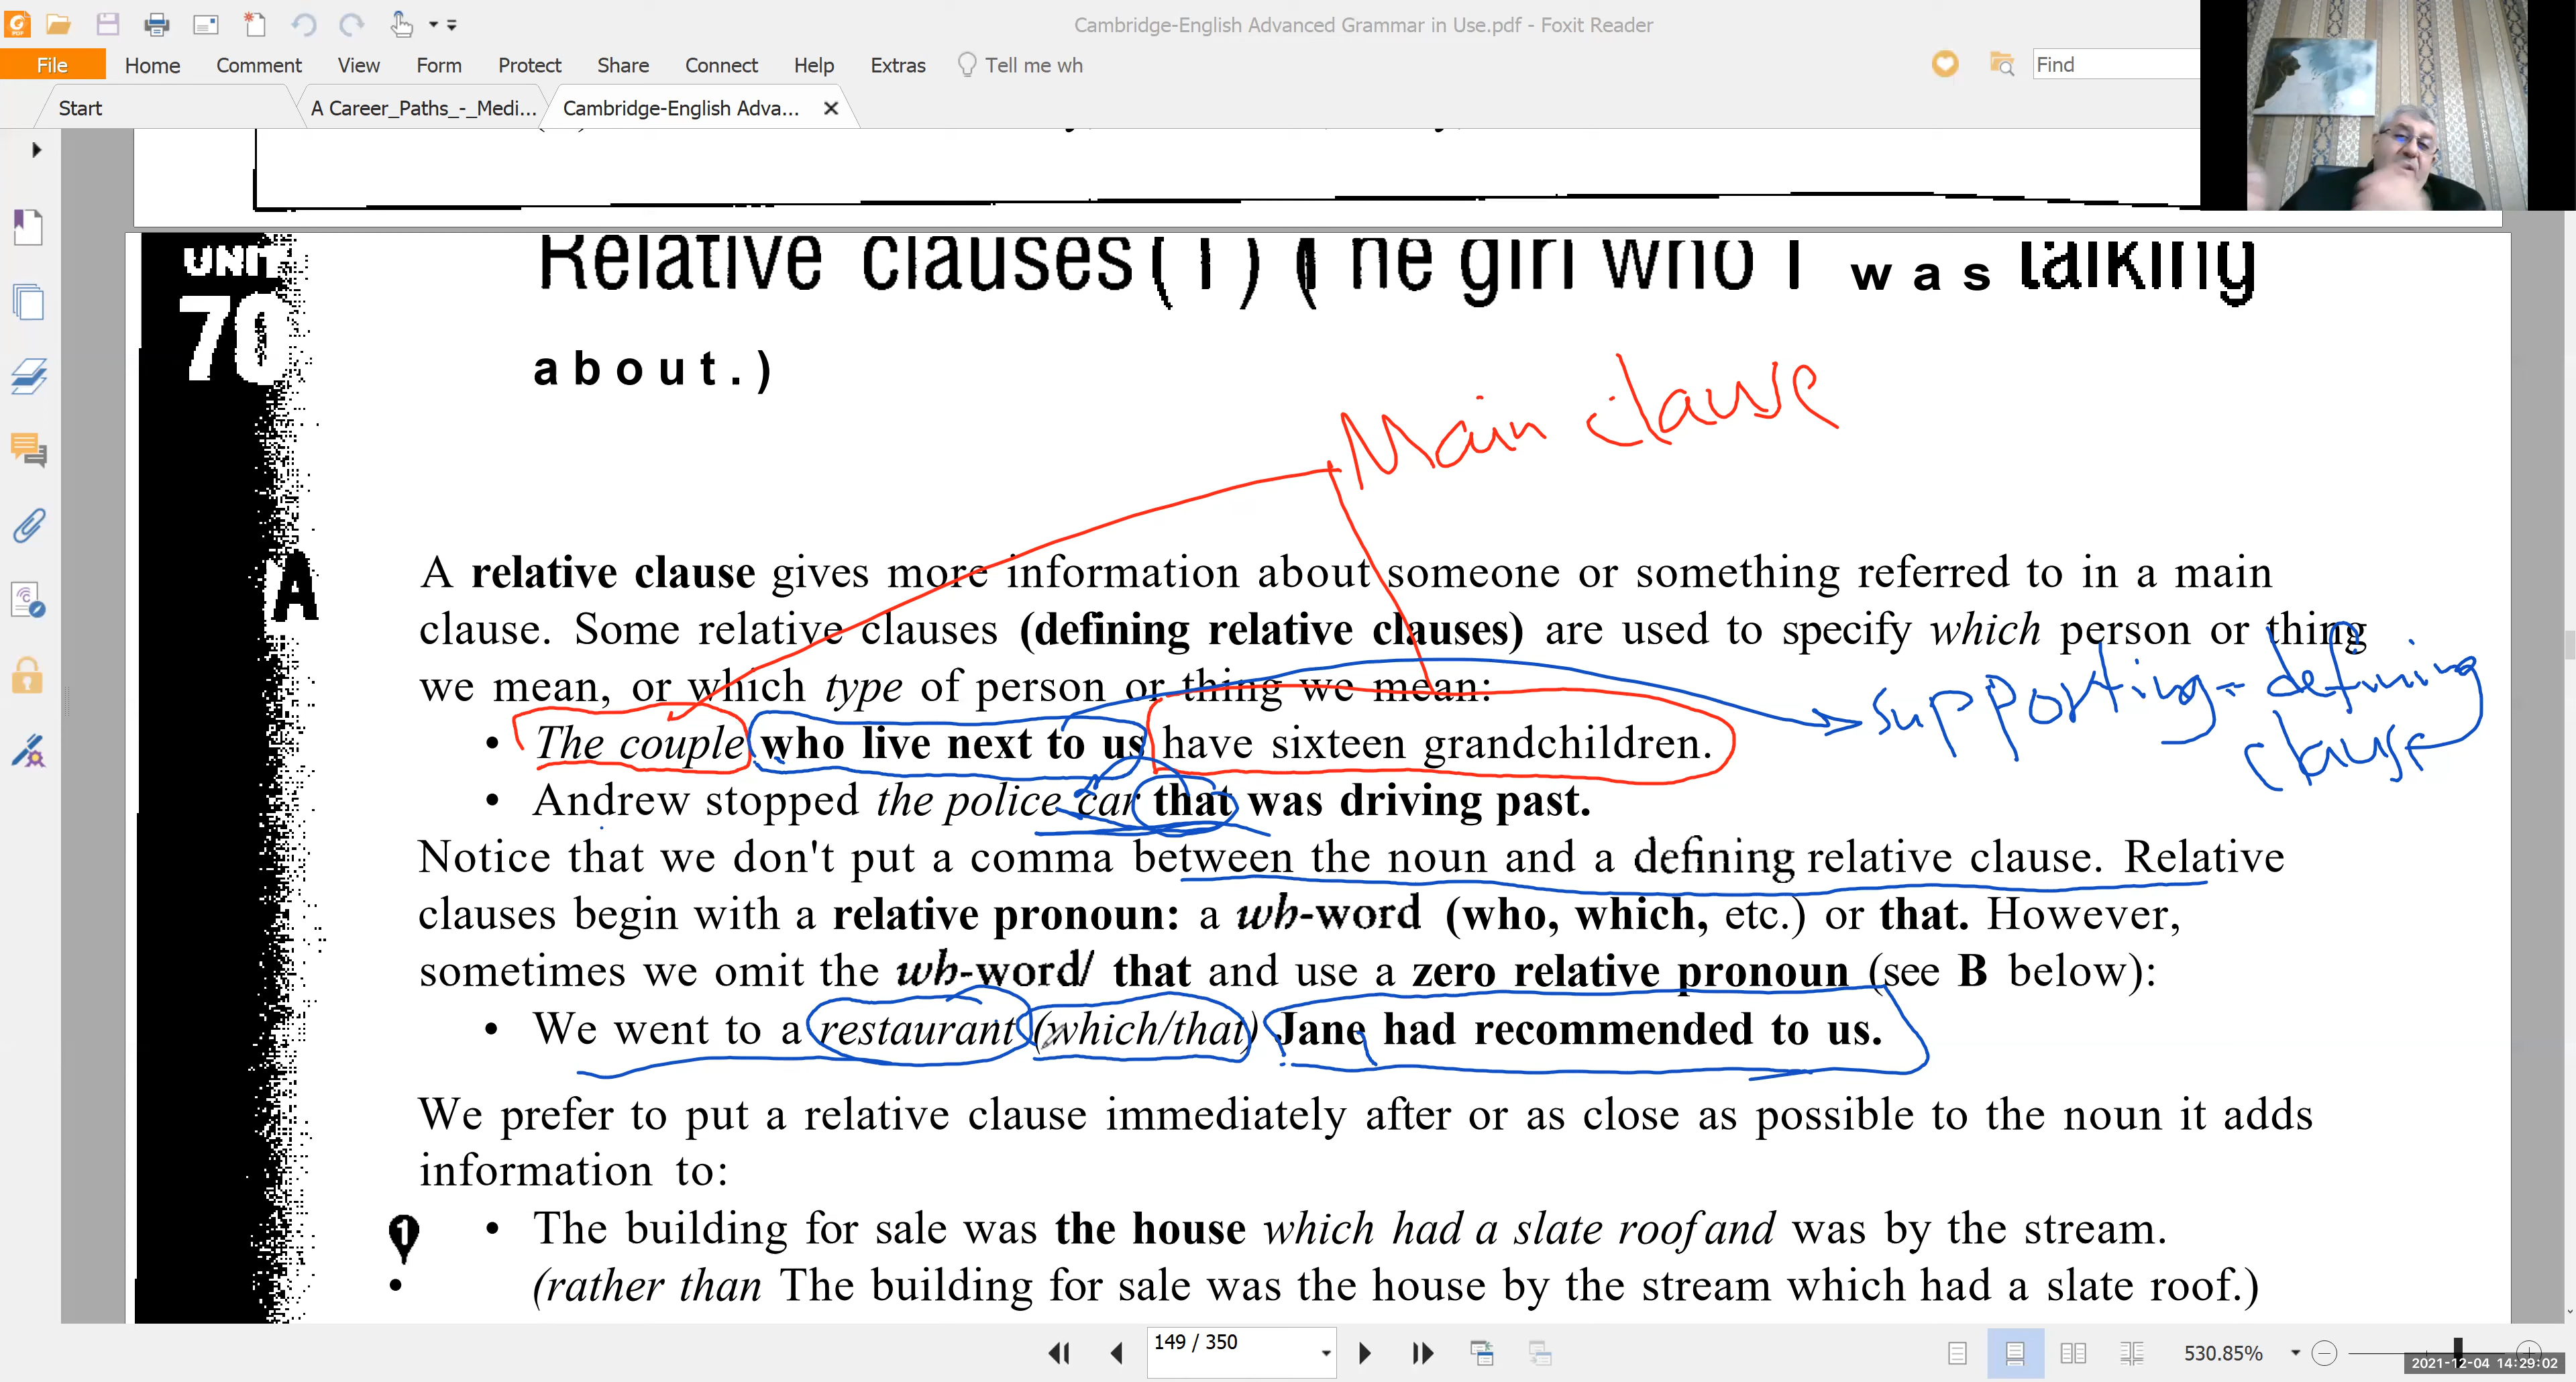 Cambridge-English Advanced Grammar in Use.pdf - Foxit Reader
File Home Comment View Form Protect Share Connect Help Extras Tell me wh Find
Start A Career_Paths_-_Medi... Cambridge-English Adva...
UNIT
70
Relative clauses (1) (The girl who I was talking
about.)
Main clause
A
A relative clause gives more information about someone or something referred to in a main
clause. Some relative clauses (defining relative clauses) are used to specify which person or thing
we mean, or which type of person or thing we mean:
supporting = defining
clause
• The couple who live next to us have sixteen grandchildren.
• Andrew stopped the police car that was driving past.
Notice that we don't put a comma between the noun and a defining relative clause. Relative
clauses begin with a relative pronoun: a wh-word (who, which, etc.) or that. However,
sometimes we omit the wh-word/ that and use a zero relative pronoun (see B below):
• We went to a restaurant (which/that) Jane had recommended to us.
We prefer to put a relative clause immediately after or as close as possible to the noun it adds
information to:
• The building for sale was the house which had a slate roof and was by the stream.
(rather than The building for sale was the house by the stream which had a slate roof.)
149 / 350
530.85%
2021-12-04 14:29:02